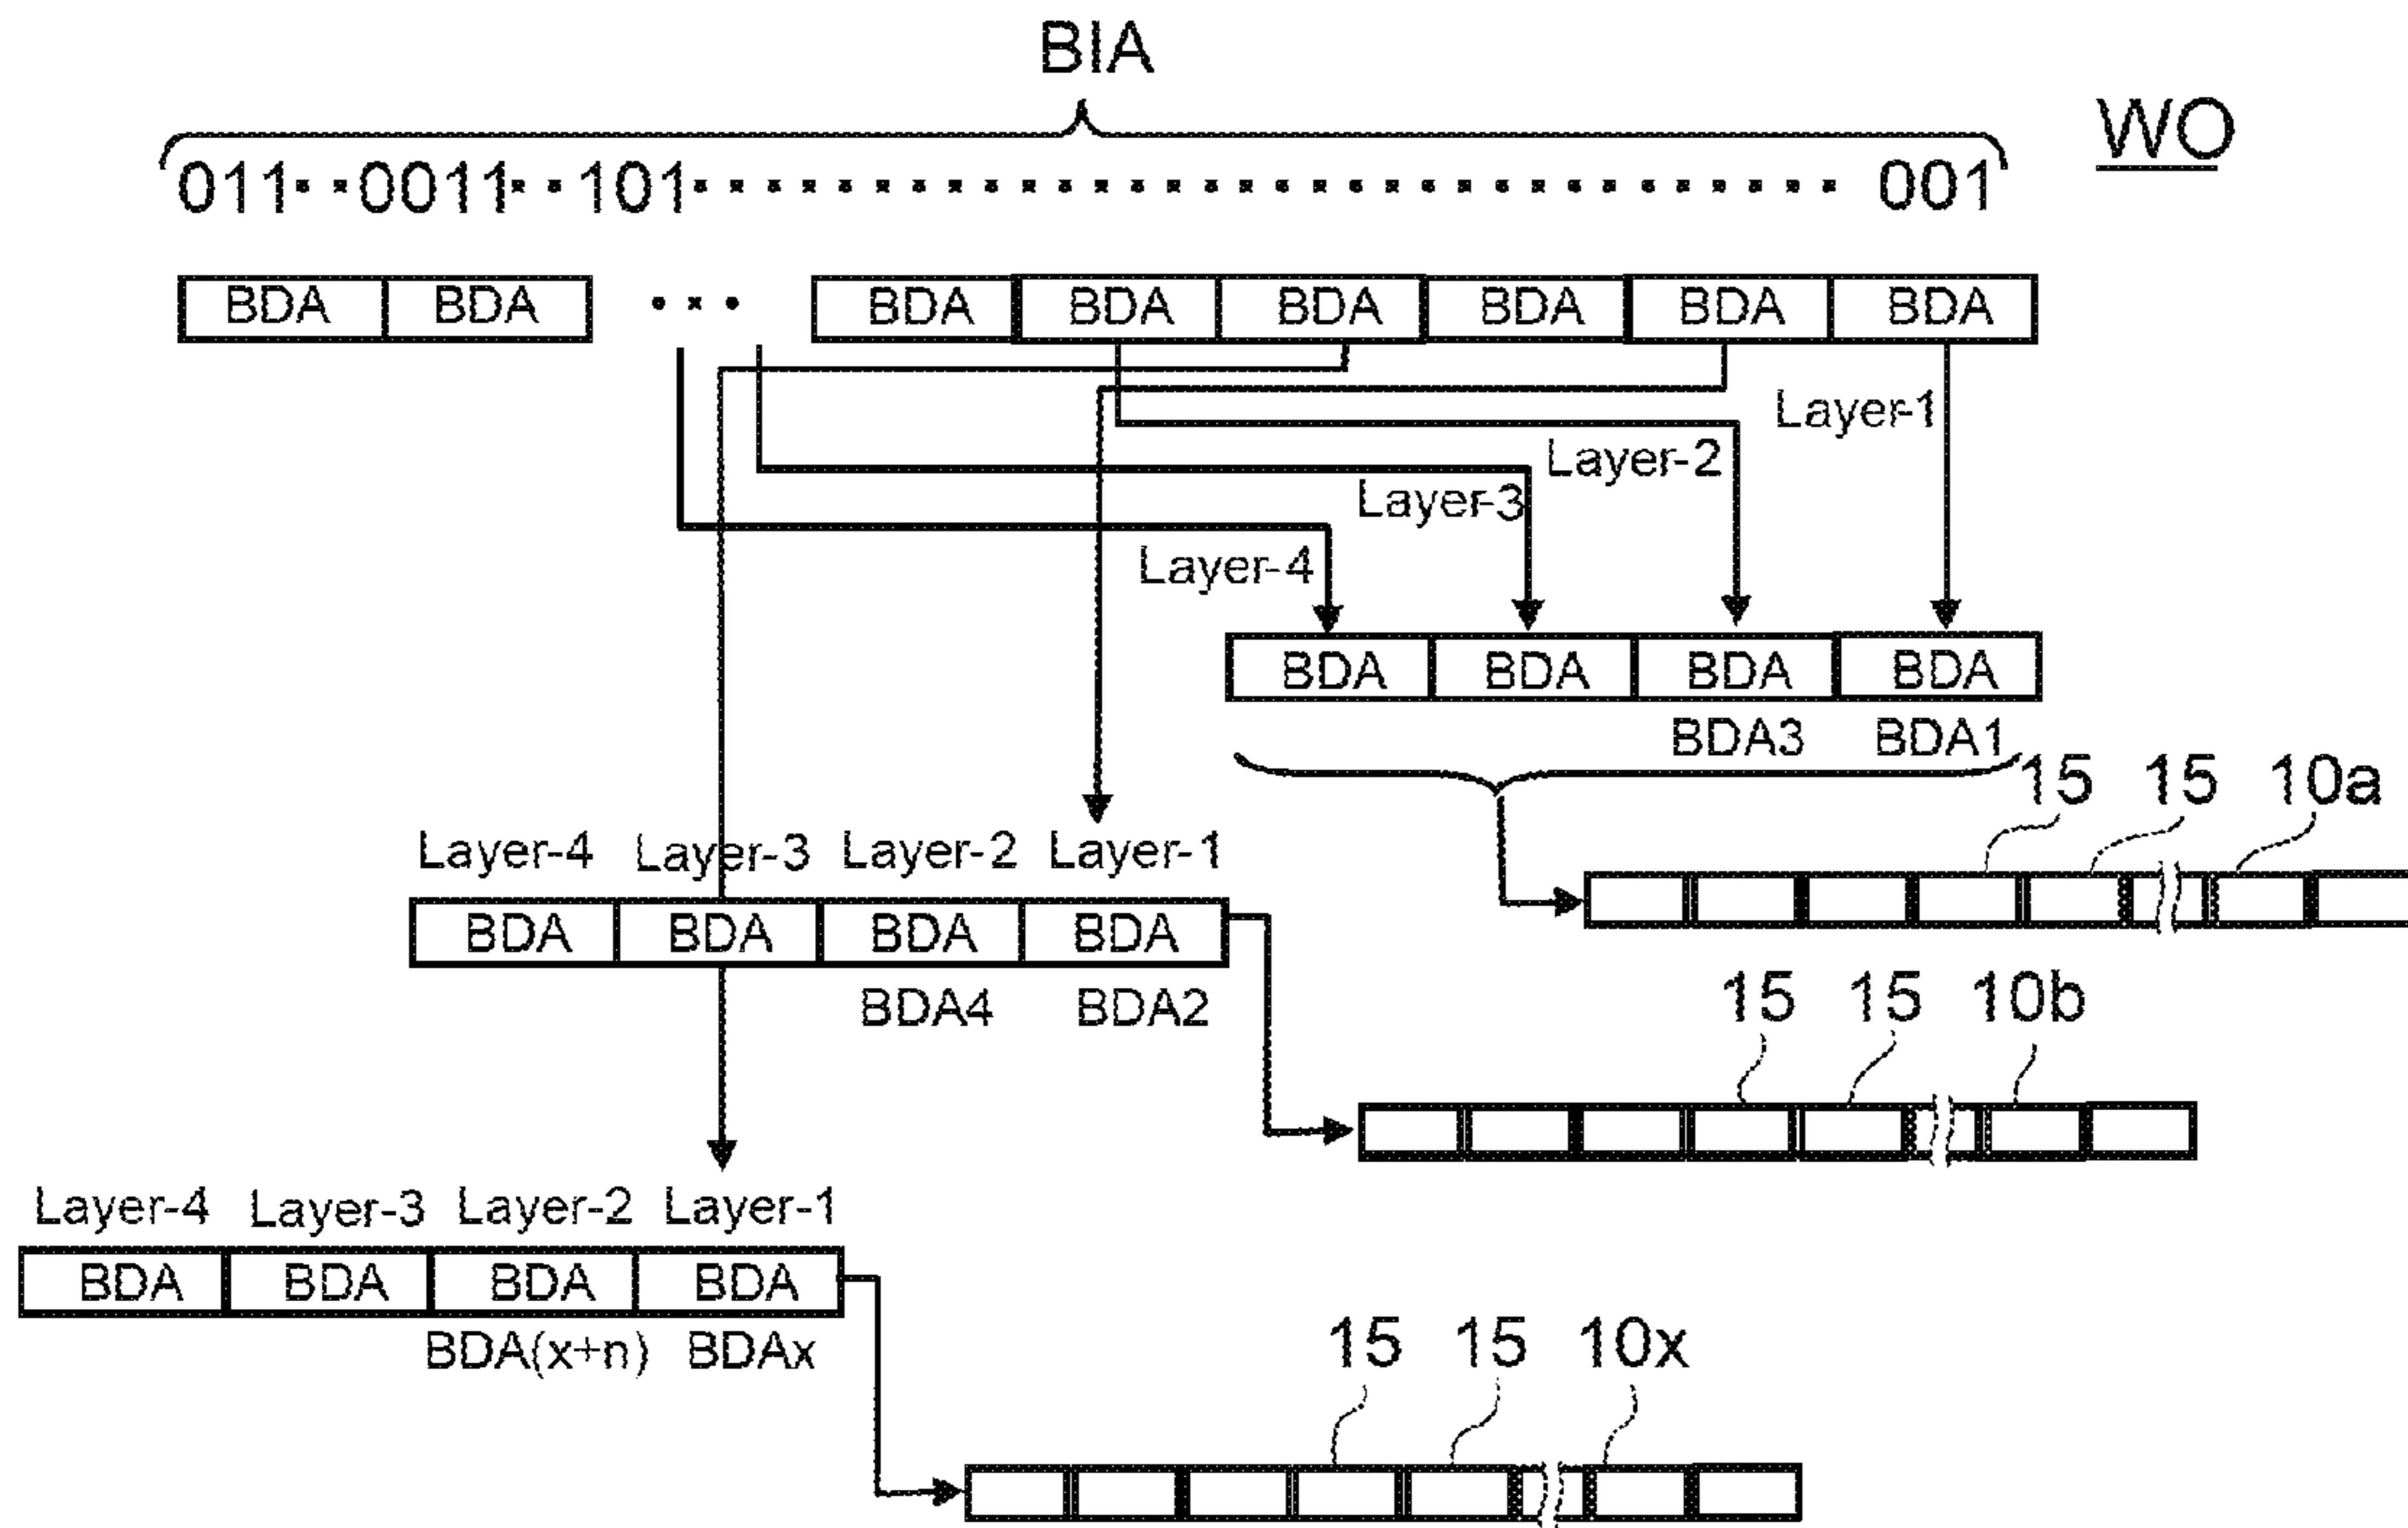 BIA
WO
011··0011··101································001
BDA BDA ··· BDA BDA BDA BDA BDA BDA
Layer-1
Layer-2
Layer-3
Layer-4
BDA BDA BDA BDA
BDA3 BDA1
15 15 10a
Layer-4 Layer-3 Layer-2 Layer-1
BDA BDA BDA BDA
BDA4 BDA2
15 15 10b
Layer-4 Layer-3 Layer-2 Layer-1
BDA BDA BDA BDA
BDA(x+n) BDAx
15 15 10x